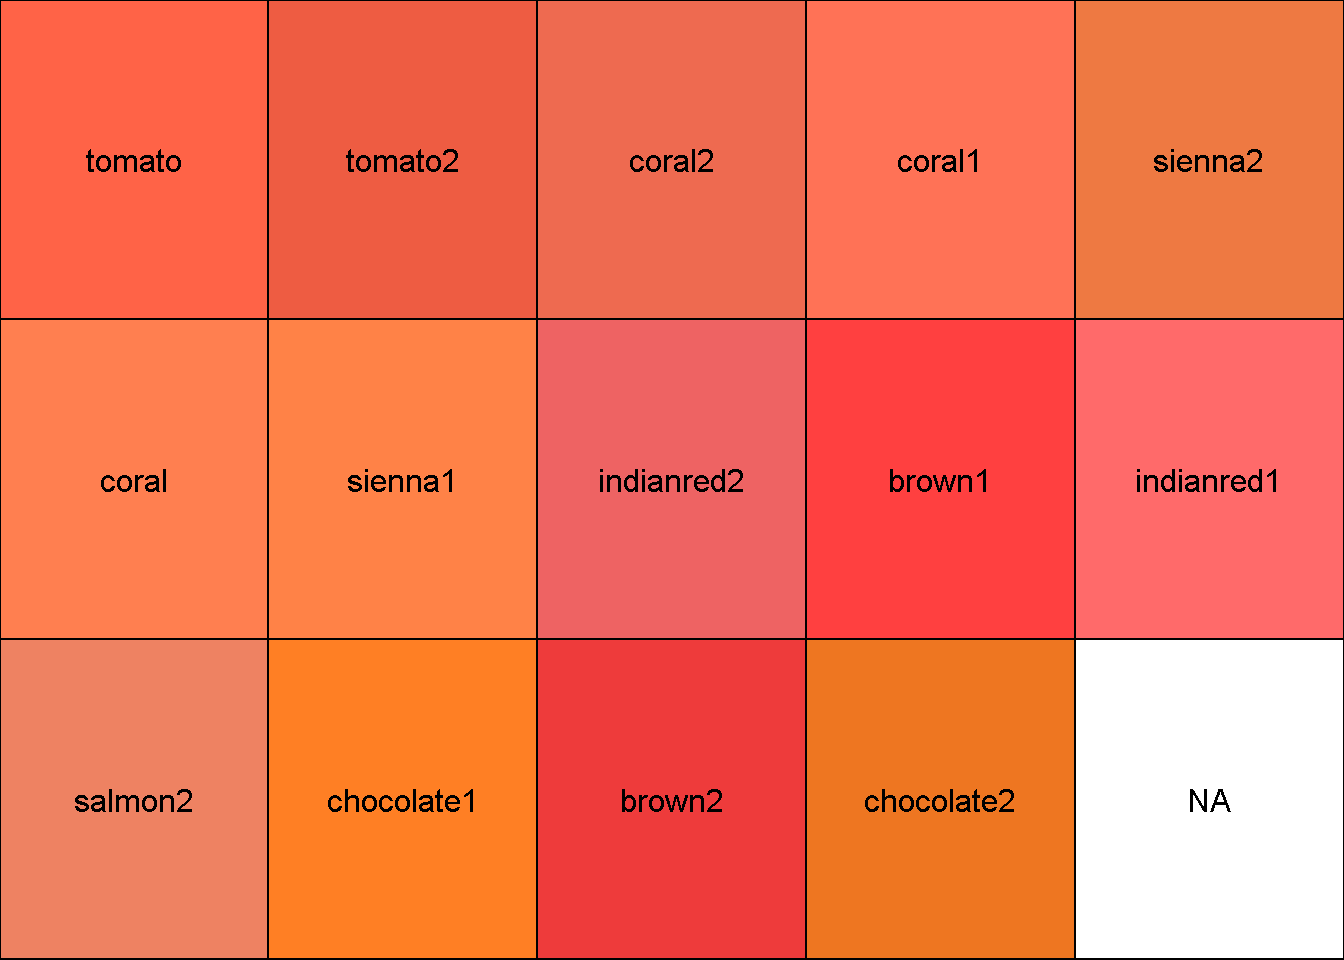 tomato
tomato2
coral2
coral1
sienna2
coral
sienna1
indianred2
brown1
indianred1
salmon2
chocolate1
brown2
chocolate2
NA